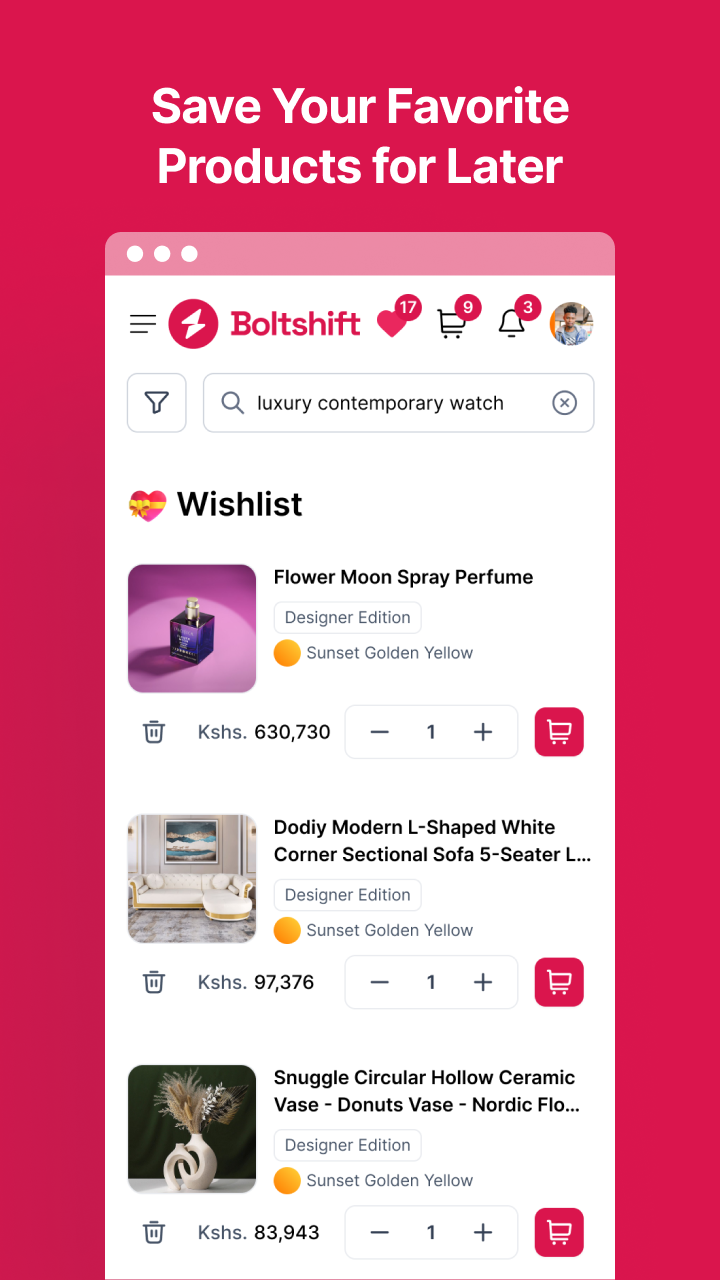 Save Your Favorite
Products for Later
Boltshift
17
9
3
luxury contemporary watch
Wishlist
Flower Moon Spray Perfume
Designer Edition
Sunset Golden Yellow
Kshs. 630,730
1
Dodiy Modern L-Shaped White
Corner Sectional Sofa 5-Seater L...
Designer Edition
Sunset Golden Yellow
Kshs. 97,376
1
Snuggle Circular Hollow Ceramic
Vase - Donuts Vase - Nordic Flo...
Designer Edition
Sunset Golden Yellow
Kshs. 83,943
1